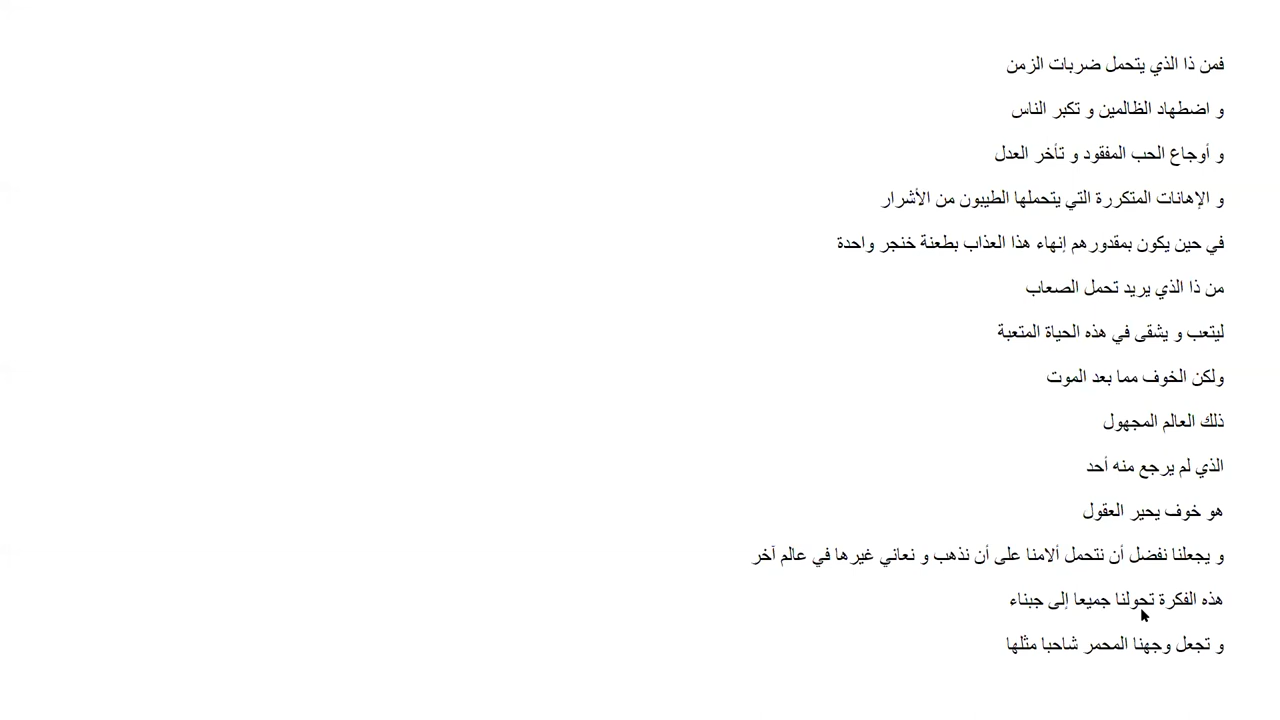 فمن ذا الذي يتحمل ضربات الزمن
و اضطهاد الظالمين و تكبر الناس
و أوجاع الحب المفقود و تأخر العدل
و الإهانات المتكررة التي يتحملها الطيبون من الأشرار
في حين يكون بمقدورهم إنهاء هذا العذاب بطعنة خنجر واحدة
من ذا الذي يريد تحمل الصعاب
ليتعب و يشقى في هذه الحياة المتعبة
ولكن الخوف مما بعد الموت
ذلك العالم المجهول
الذي لم يرجع منه أحد
هو خوف يحير العقول
و يجعلنا نفضل أن نتحمل ألامنا على أن نذهب و نعاني غيرها في عالم آخر
هذه الفكرة تحولنا جميعا إلى جبناء
و تجعل وجهنا المحمر شاحبا مثلها